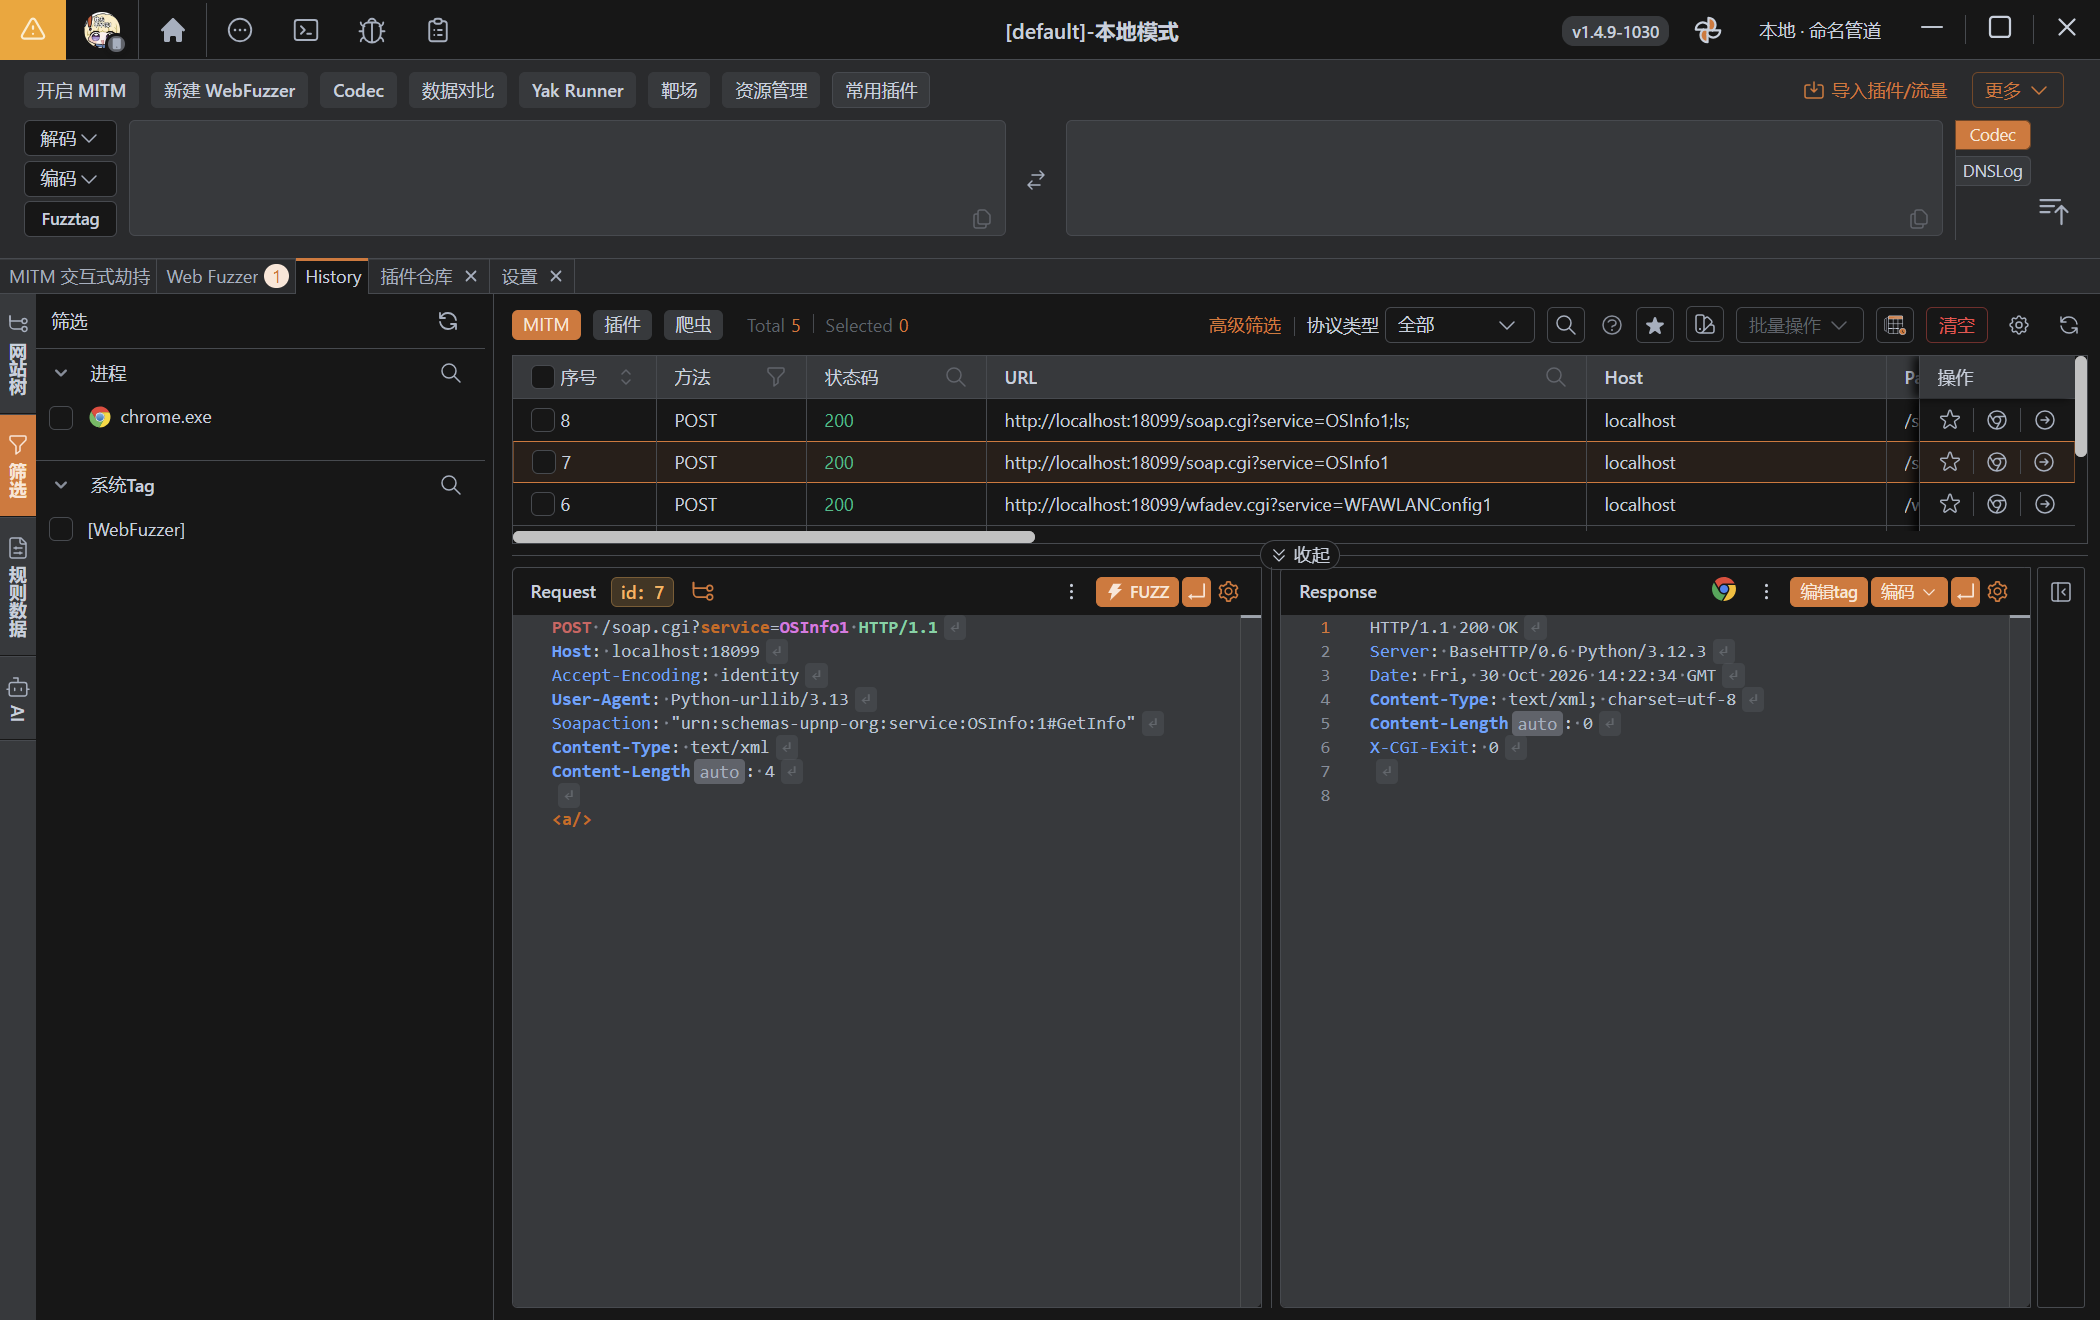 [default]-本地模式
v1.4.9-1030
本地 · 命名管道
开启 MITM
新建 WebFuzzer
Codec
数据对比
Yak Runner
靶场
资源管理
常用插件
导入插件/流量
更多
解码
编码
Fuzztag
Codec
DNSLog
MITM 交互式劫持
Web Fuzzer 1
History
插件仓库
设置
网站树
筛选
规则数据
AI
筛选
进程
chrome.exe
系统Tag
[WebFuzzer]
MITM 插件 爬虫 Total 5 Selected 0
高级筛选 协议类型 全部 批量操作 清空
序号 方法 状态码 URL Host 操作
8 POST 200 http://localhost:18099/soap.cgi?service=OSInfo1;ls; localhost /s
7 POST 200 http://localhost:18099/soap.cgi?service=OSInfo1 localhost /s
6 POST 200 http://localhost:18099/wfadev.cgi?service=WFAWLANConfig1 localhost
收起
Request id: 7 FUZZ
POST /soap.cgi?service=OSInfo1 HTTP/1.1
Host: localhost:18099
Accept-Encoding: identity
User-Agent: Python-urllib/3.13
Soapaction: "urn:schemas-upnp-org:service:OSInfo:1#GetInfo"
Content-Type: text/xml
Content-Length auto : 4
<a/>
Response 编辑tag 编码
1 HTTP/1.1 200 OK
2 Server: BaseHTTP/0.6 Python/3.12.3
3 Date: Fri, 30 Oct 2026 14:22:34 GMT
4 Content-Type: text/xml; charset=utf-8
5 Content-Length auto : 0
6 X-CGI-Exit: 0
7
8